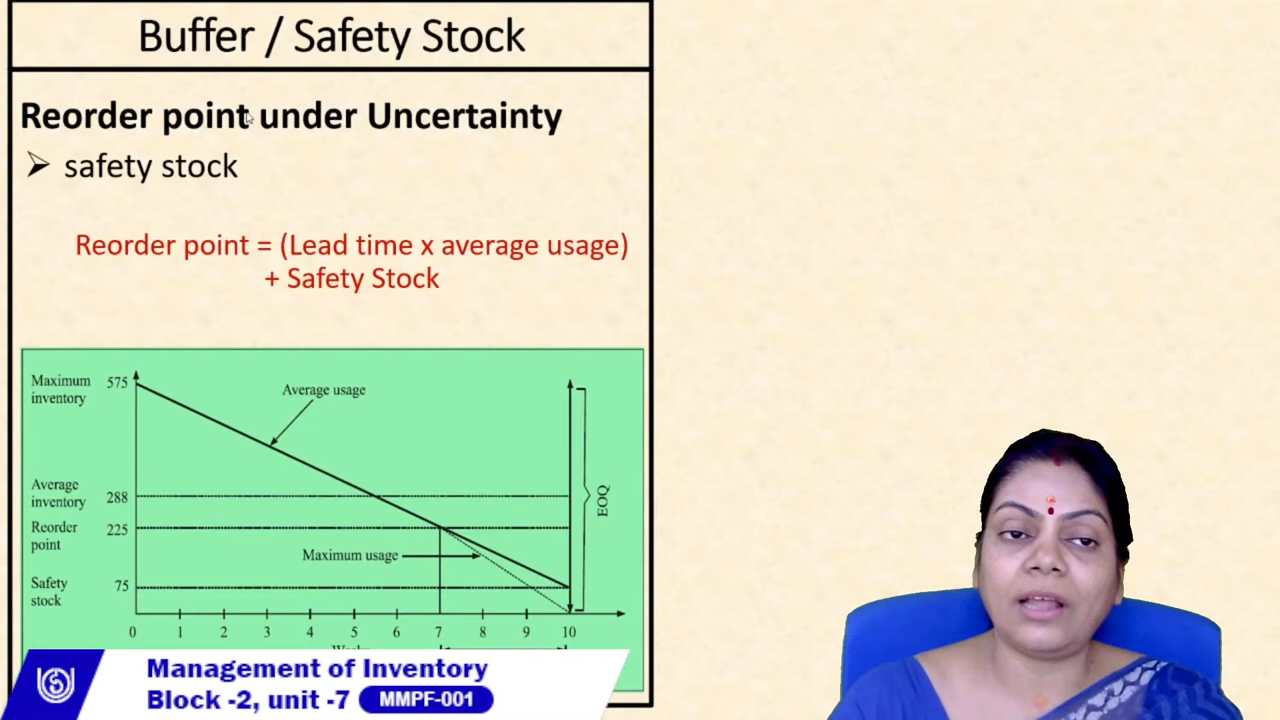 Buffer / Safety Stock
Reorder point under Uncertainty
➢ safety stock
Reorder point = (Lead time x average usage)
+ Safety Stock
Maximum inventory 575
Average usage
Average inventory 288
Reorder point 225
Maximum usage
Safety stock 75
EOQ
0 1 2 3 4 5 6 7 8 9 10
Management of Inventory
Block -2, unit -7 MMPF-001